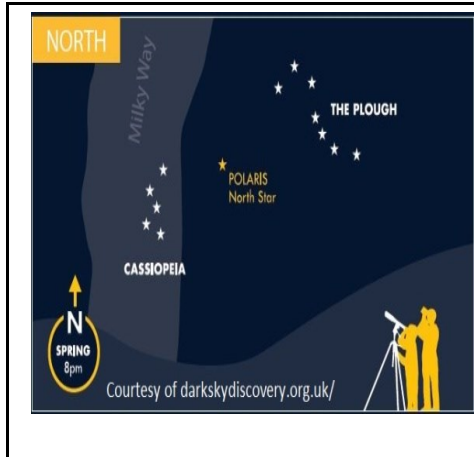 NORTH
Milky Way
THE PLOUGH
POLARIS
North Star
CASSIOPEIA
N
SPRING
8pm
Courtesy of darkskydiscovery.org.uk/